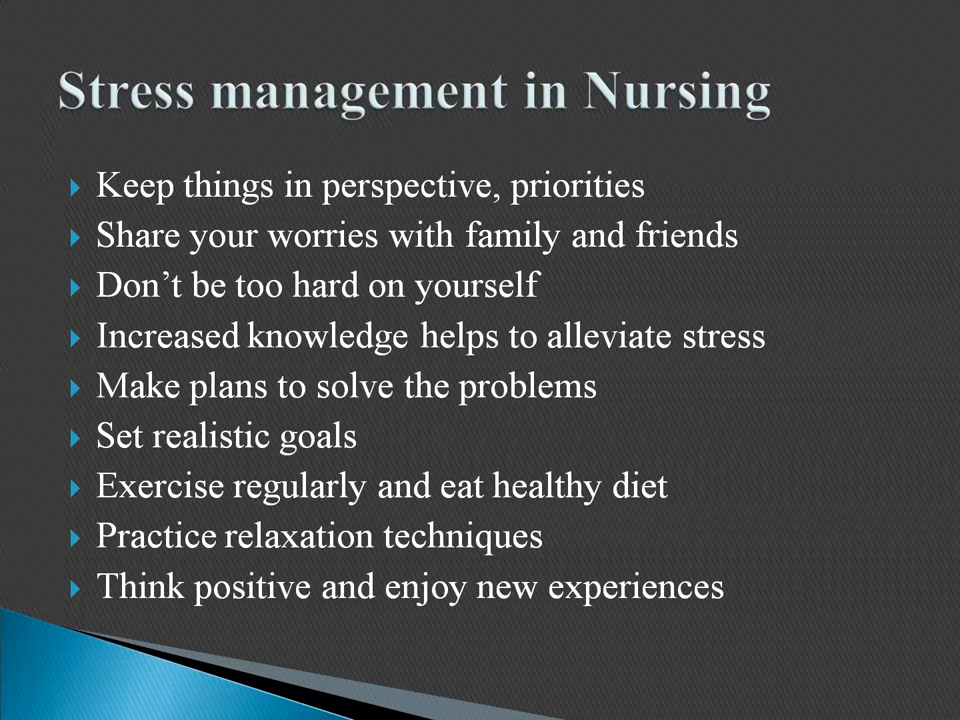 Stress management in Nursing
Keep things in perspective, priorities
Share your worries with family and friends
Don’t be too hard on yourself
Increased knowledge helps to alleviate stress
Make plans to solve the problems
Set realistic goals
Exercise regularly and eat healthy diet
Practice relaxation techniques
Think positive and enjoy new experiences